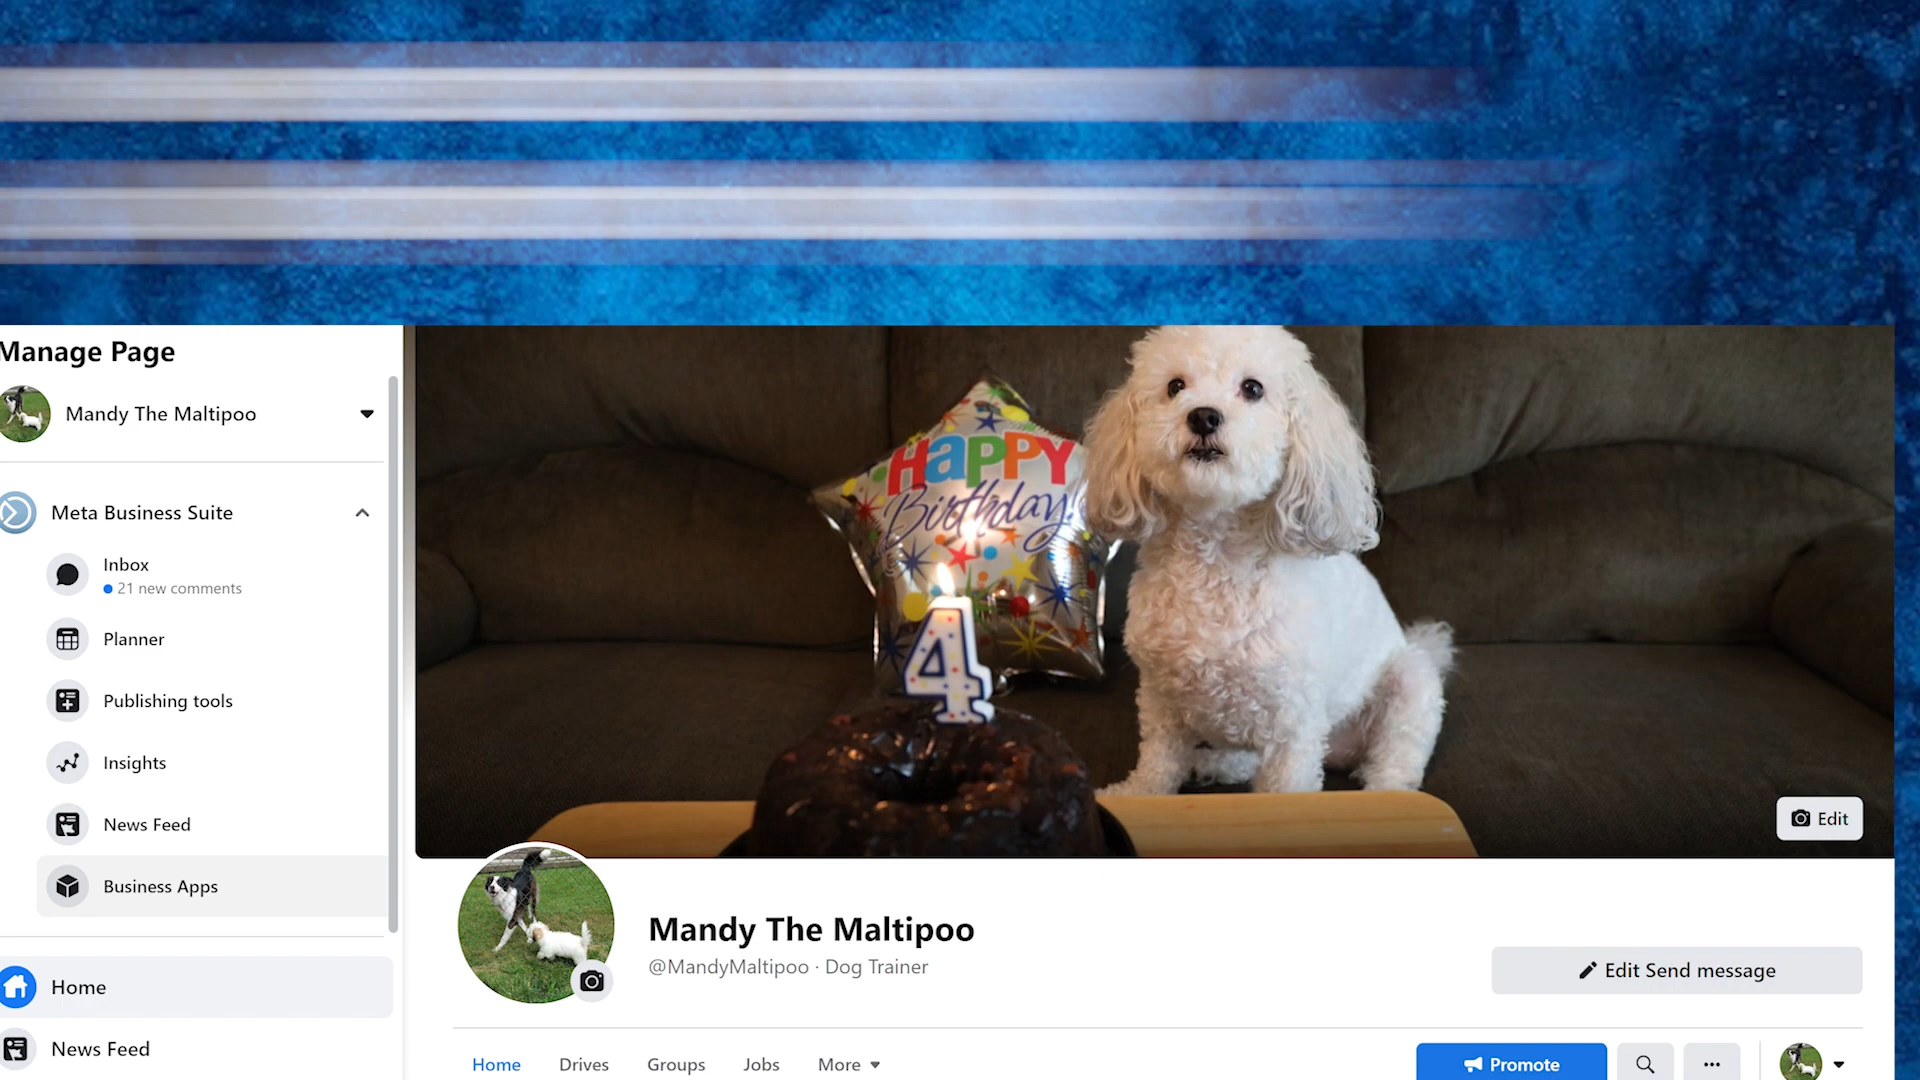 Manage Page
Mandy The Maltipoo
Meta Business Suite
Inbox
21 new comments
Planner
Publishing tools
Insights
News Feed
Business Apps
Home
News Feed
HAPPY
Birthday!
4
Edit
Mandy The Maltipoo
@MandyMaltipoo · Dog Trainer
Edit Send message
Home Drives Groups Jobs More
Promote